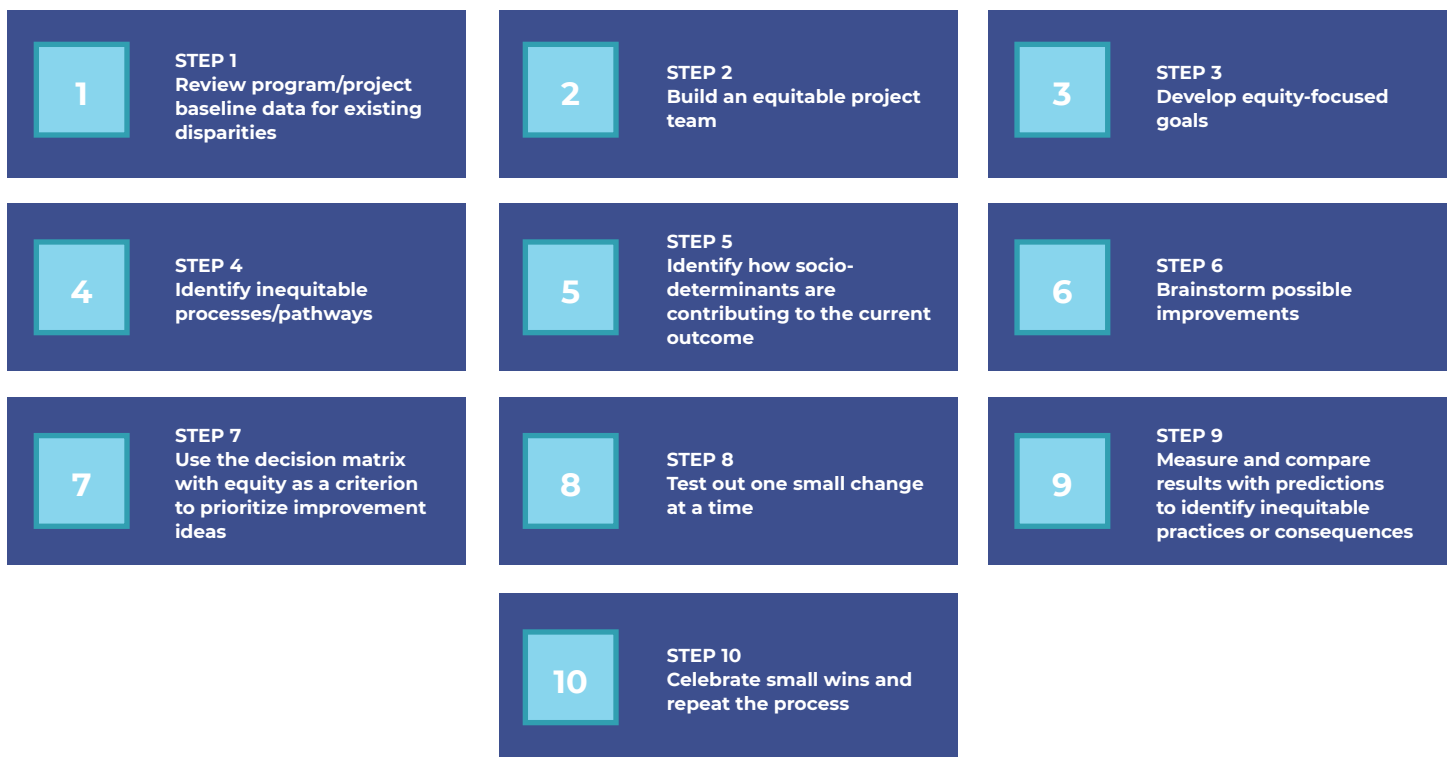 1
STEP 1
Review program/project
baseline data for existing
disparities
2
STEP 2
Build an equitable project
team
3
STEP 3
Develop equity-focused
goals
4
STEP 4
Identify inequitable
processes/pathways
5
STEP 5
Identify how socio-
determinants are
contributing to the current
outcome
6
STEP 6
Brainstorm possible
improvements
7
STEP 7
Use the decision matrix
with equity as a criterion
to prioritize improvement
ideas
8
STEP 8
Test out one small change
at a time
9
STEP 9
Measure and compare
results with predictions
to identify inequitable
practices or consequences
10
STEP 10
Celebrate small wins and
repeat the process